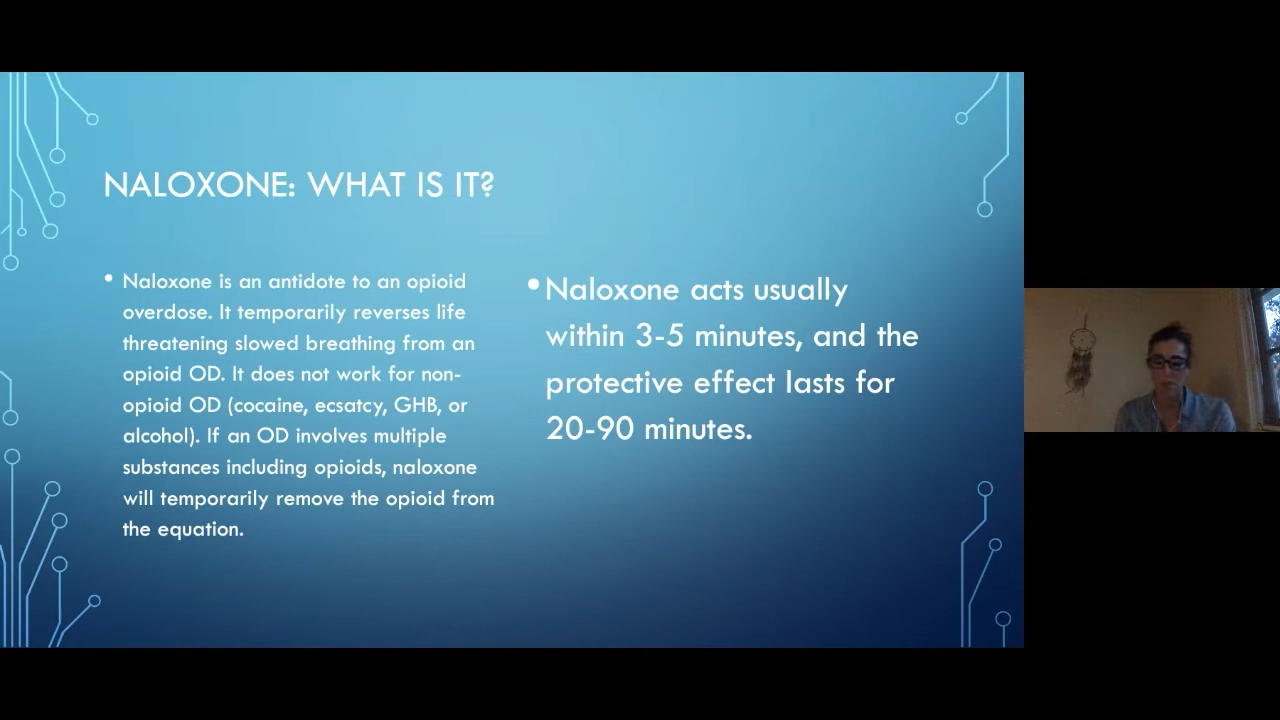 NALOXONE: WHAT IS IT?
• Naloxone is an antidote to an opioid
overdose. It temporarily reverses life
threatening slowed breathing from an
opioid OD. It does not work for non-
opioid OD (cocaine, ecsatcy, GHB, or
alcohol). If an OD involves multiple
substances including opioids, naloxone
will temporarily remove the opioid from
the equation.
• Naloxone acts usually
within 3-5 minutes, and the
protective effect lasts for
20-90 minutes.